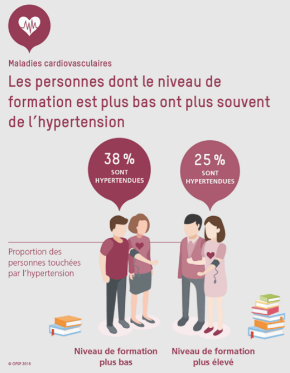 Maladies cardiovasculaires
Les personnes dont le niveau de
formation est plus bas ont plus souvent
de l'hypertension
38 %
SONT
HYPERTENDUES
25 %
SONT
HYPERTENDUES
Proportion des
personnes touchées
par l'hypertension
Niveau de formation
plus bas
Niveau de formation
plus élevé